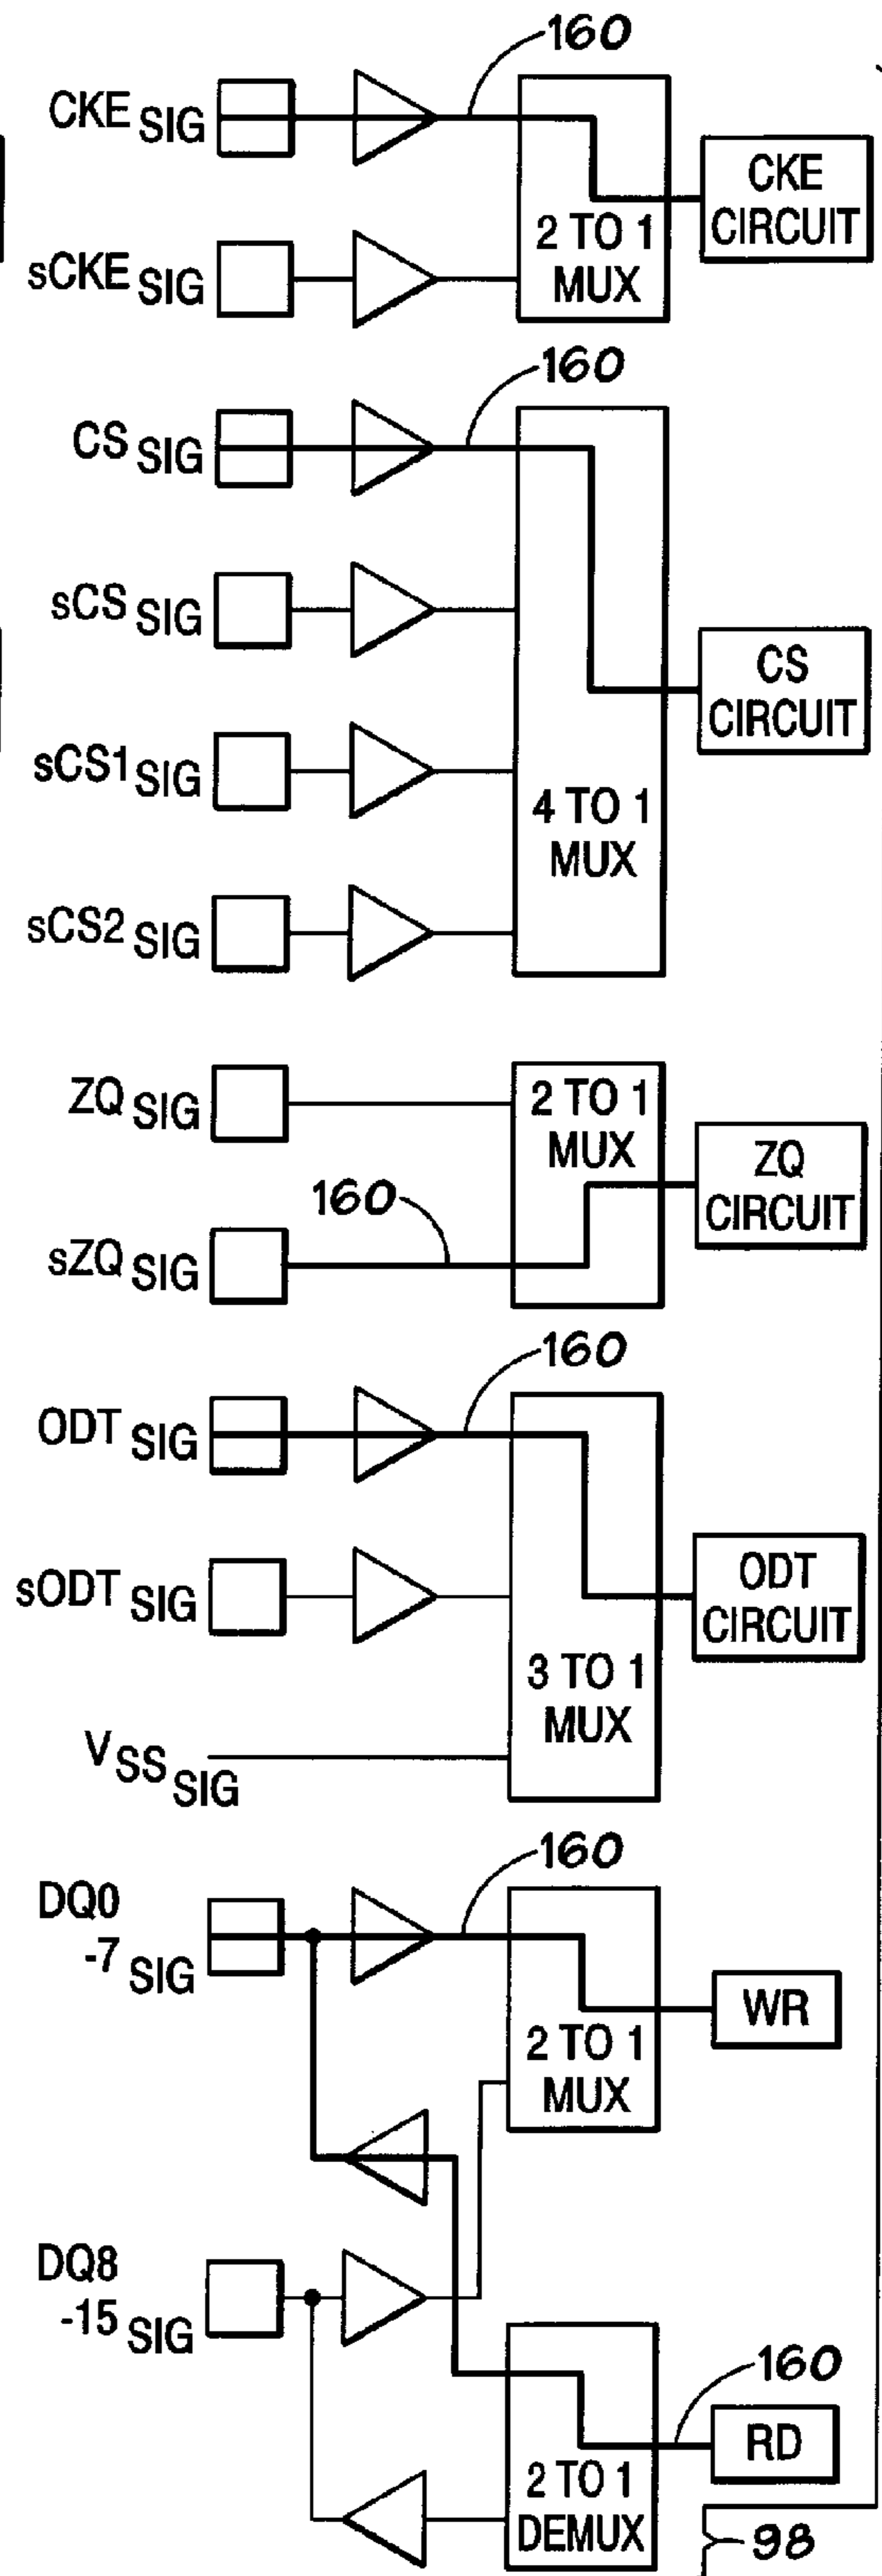 160
CKE SIG
CKE
CIRCUIT
2 TO 1
MUX
sCKE SIG
160
CS SIG
sCS SIG
CS
CIRCUIT
sCS1 SIG
4 TO 1
MUX
sCS2 SIG
ZQ SIG
2 TO 1
MUX
ZQ
CIRCUIT
160
sZQ SIG
160
ODT SIG
sODT SIG
ODT
CIRCUIT
3 TO 1
MUX
VSS SIG
160
DQ0
-7 SIG
WR
2 TO 1
MUX
DQ8
-15 SIG
160
RD
2 TO 1
DEMUX
98